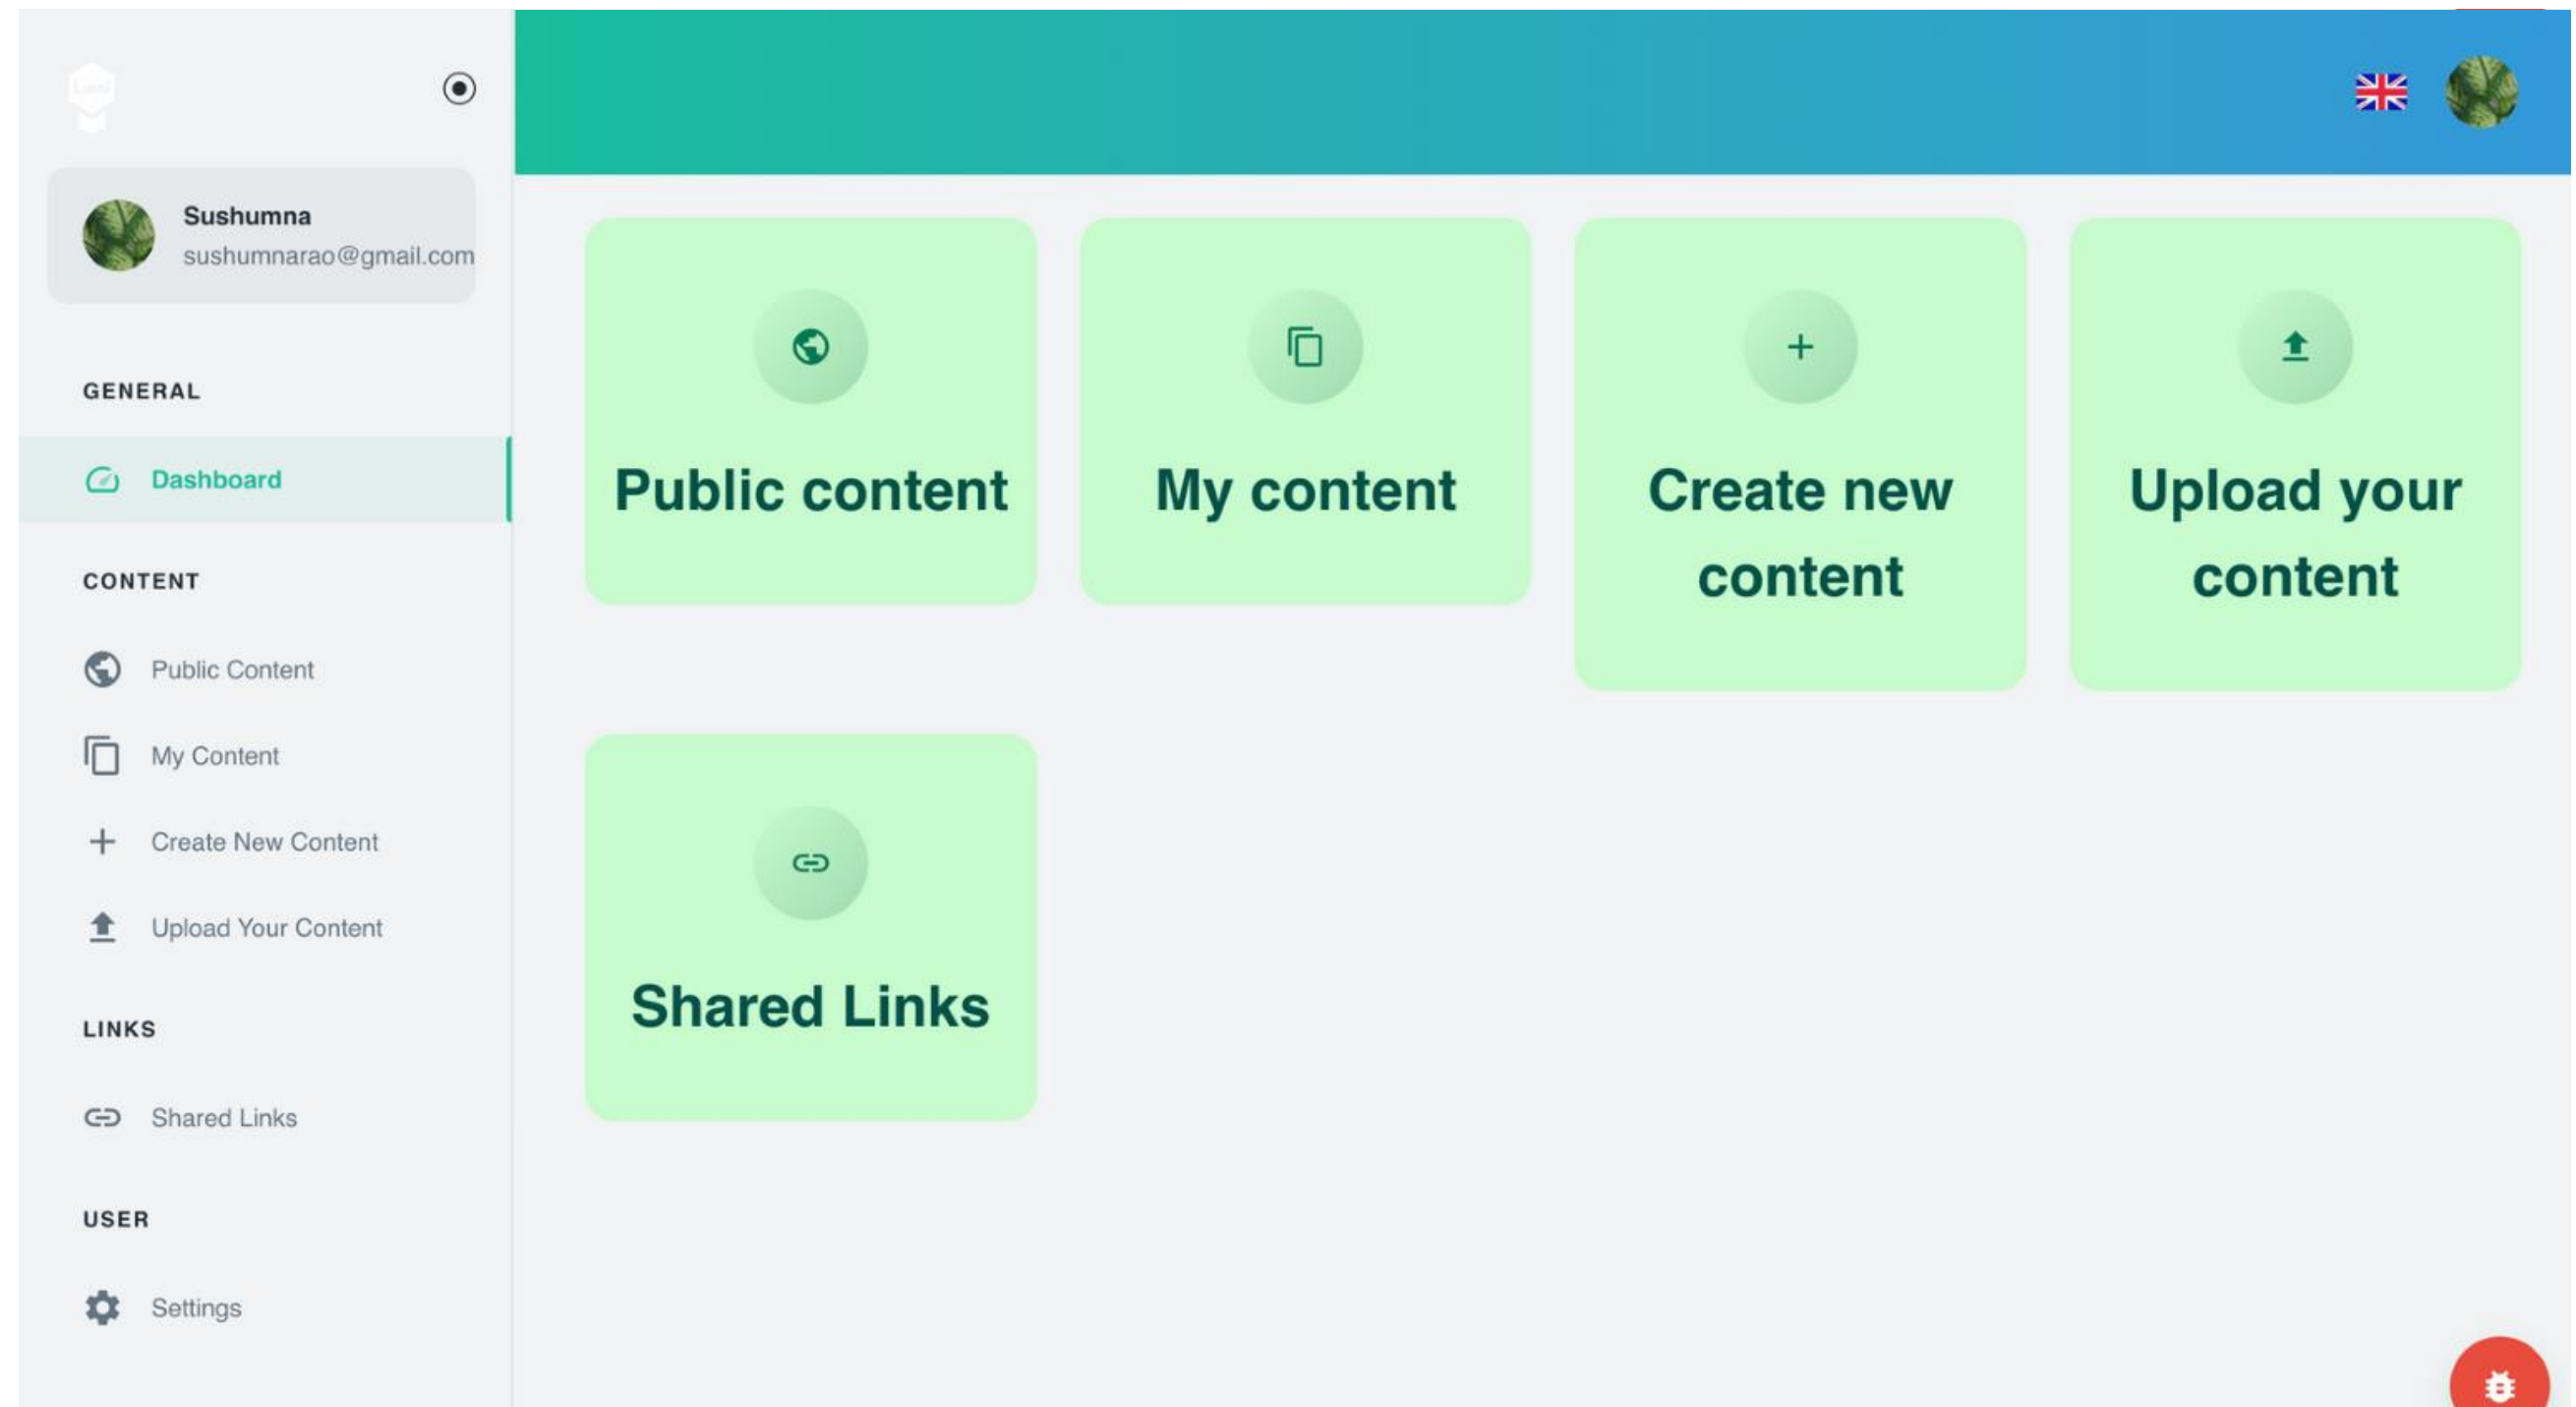 Sushumna
sushumnarao@gmail.com
GENERAL
Dashboard
CONTENT
Public Content
My Content
Create New Content
Upload Your Content
LINKS
Shared Links
USER
Settings
Public content
My content
Create new
content
Upload your
content
Shared Links